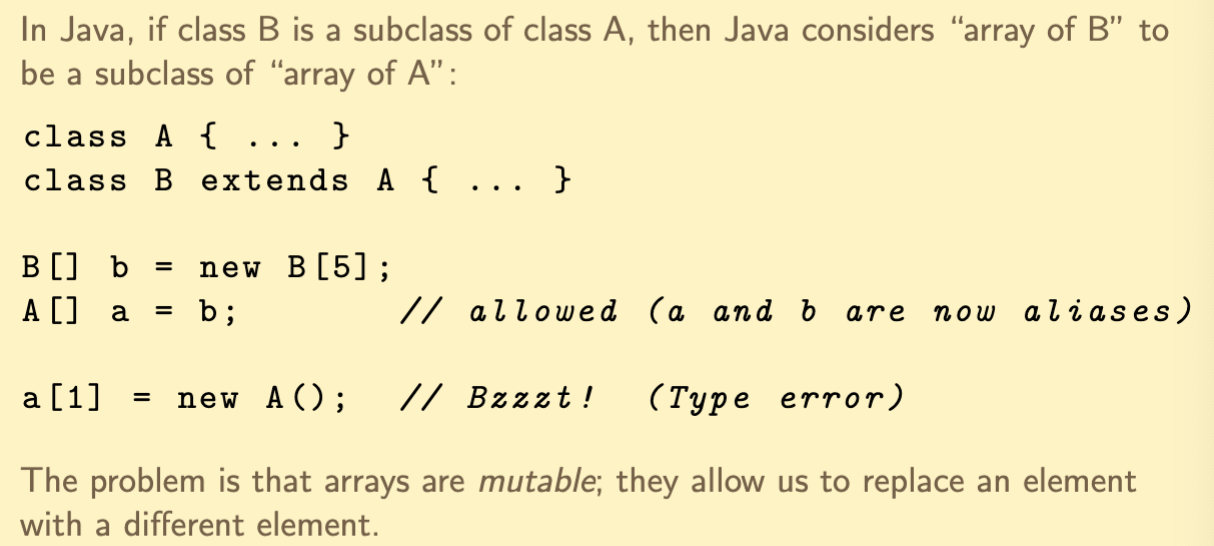 In Java, if class B is a subclass of class A, then Java considers “array of B” to
be a subclass of “array of A”:
class A { ... }
class B extends A { ... }
B[] b = new B[5];
A[] a = b; // allowed (a and b are now aliases)
a[1] = new A(); // Bzzzt! (Type error)
The problem is that arrays are mutable; they allow us to replace an element
with a different element.